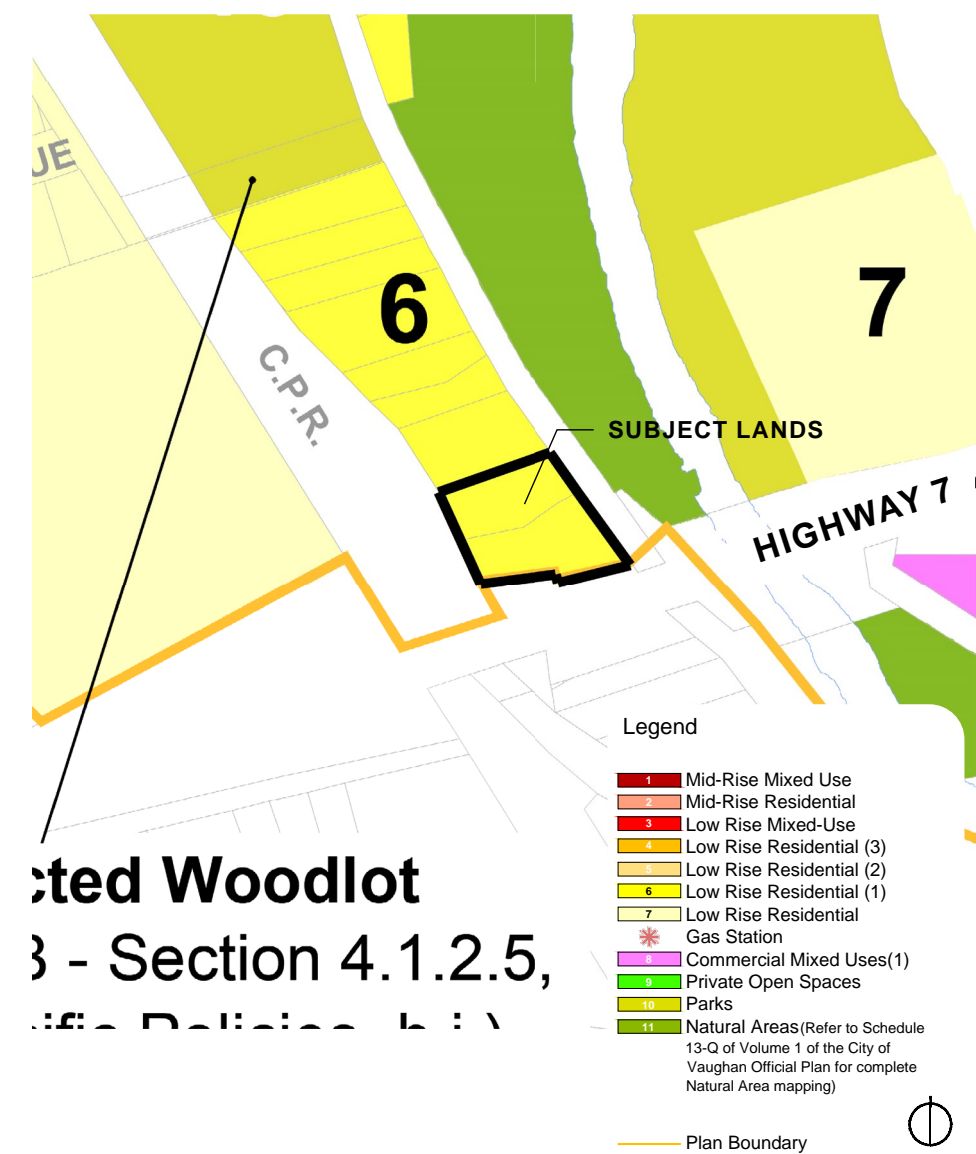 UE
6
7
C.P.R.
SUBJECT LANDS
HIGHWAY 7
cted Woodlot
3 - Section 4.1.2.5,
Legend
1 Mid-Rise Mixed Use
2 Mid-Rise Residential
3 Low Rise Mixed-Use
4 Low Rise Residential (3)
5 Low Rise Residential (2)
6 Low Rise Residential (1)
7 Low Rise Residential
Gas Station
8 Commercial Mixed Uses(1)
9 Private Open Spaces
10 Parks
11 Natural Areas(Refer to Schedule
13-Q of Volume 1 of the City of
Vaughan Official Plan for complete
Natural Area mapping)
Plan Boundary